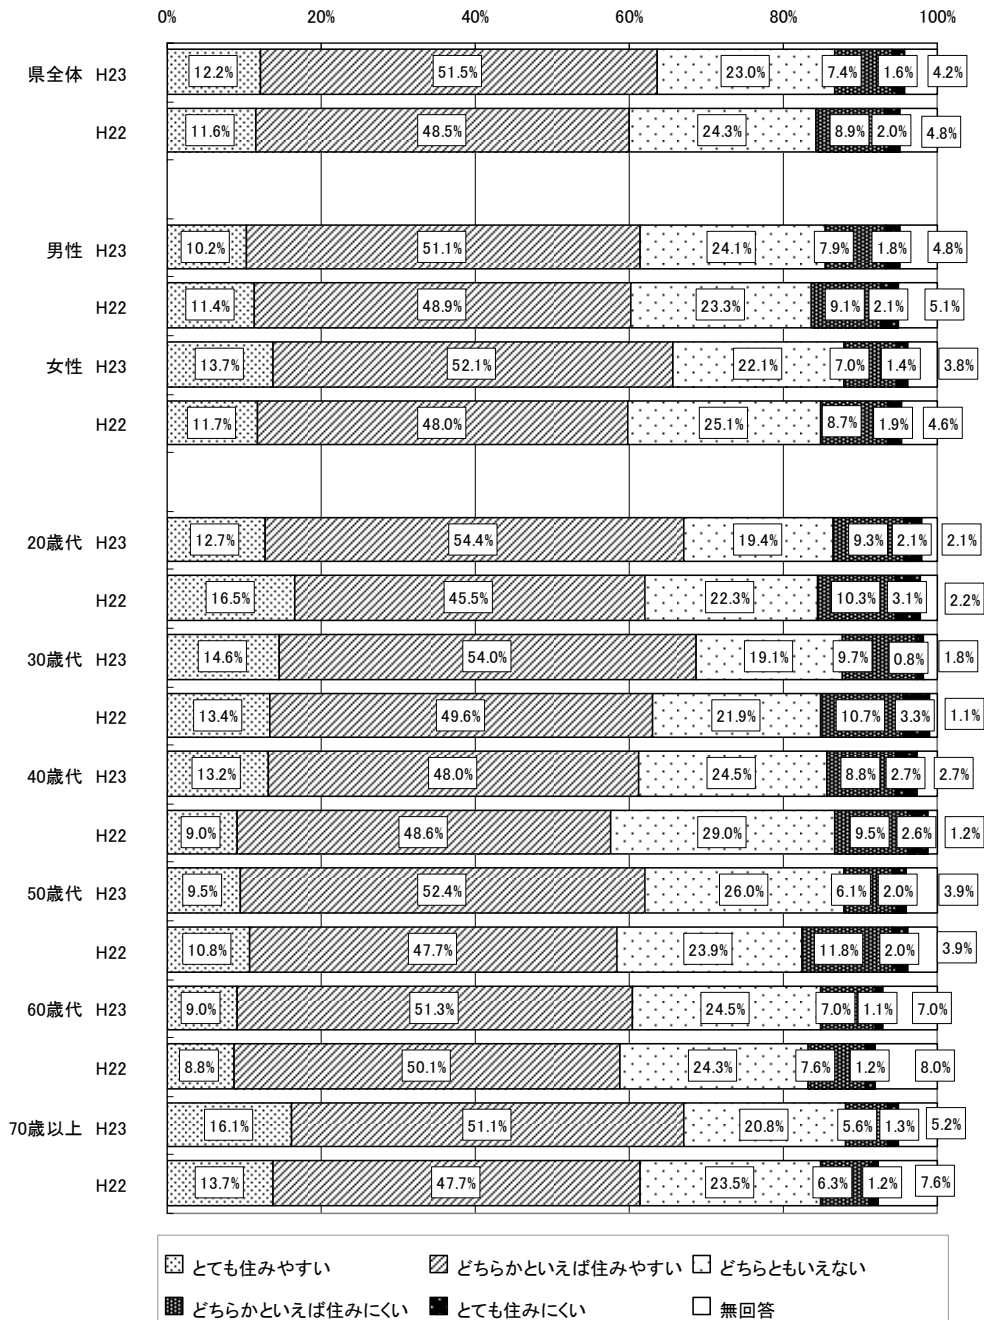 0% 20% 40% 60% 80% 100%
県全体 H23 12.2% 51.5% 23.0% 7.4% 1.6% 4.2%
H22 11.6% 48.5% 24.3% 8.9% 2.0% 4.8%
男性 H23 10.2% 51.1% 24.1% 7.9% 1.8% 4.8%
H22 11.4% 48.9% 23.3% 9.1% 2.1% 5.1%
女性 H23 13.7% 52.1% 22.1% 7.0% 1.4% 3.8%
H22 11.7% 48.0% 25.1% 8.7% 1.9% 4.6%
20歳代 H23 12.7% 54.4% 19.4% 9.3% 2.1% 2.1%
H22 16.5% 45.5% 22.3% 10.3% 3.1% 2.2%
30歳代 H23 14.6% 54.0% 19.1% 9.7% 0.8% 1.8%
H22 13.4% 49.6% 21.9% 10.7% 3.3% 1.1%
40歳代 H23 13.2% 48.0% 24.5% 8.8% 2.7% 2.7%
H22 9.0% 48.6% 29.0% 9.5% 2.6% 1.2%
50歳代 H23 9.5% 52.4% 26.0% 6.1% 2.0% 3.9%
H22 10.8% 47.7% 23.9% 11.8% 2.0% 3.9%
60歳代 H23 9.0% 51.3% 24.5% 7.0% 1.1% 7.0%
H22 8.8% 50.1% 24.3% 7.6% 1.2% 8.0%
70歳以上 H23 16.1% 51.1% 20.8% 5.6% 1.3% 5.2%
H22 13.7% 47.7% 23.5% 6.3% 1.2% 7.6%
とても住みやすい どちらかといえば住みやすい どちらともいえない
どちらかといえば住みにくい とても住みにくい 無回答